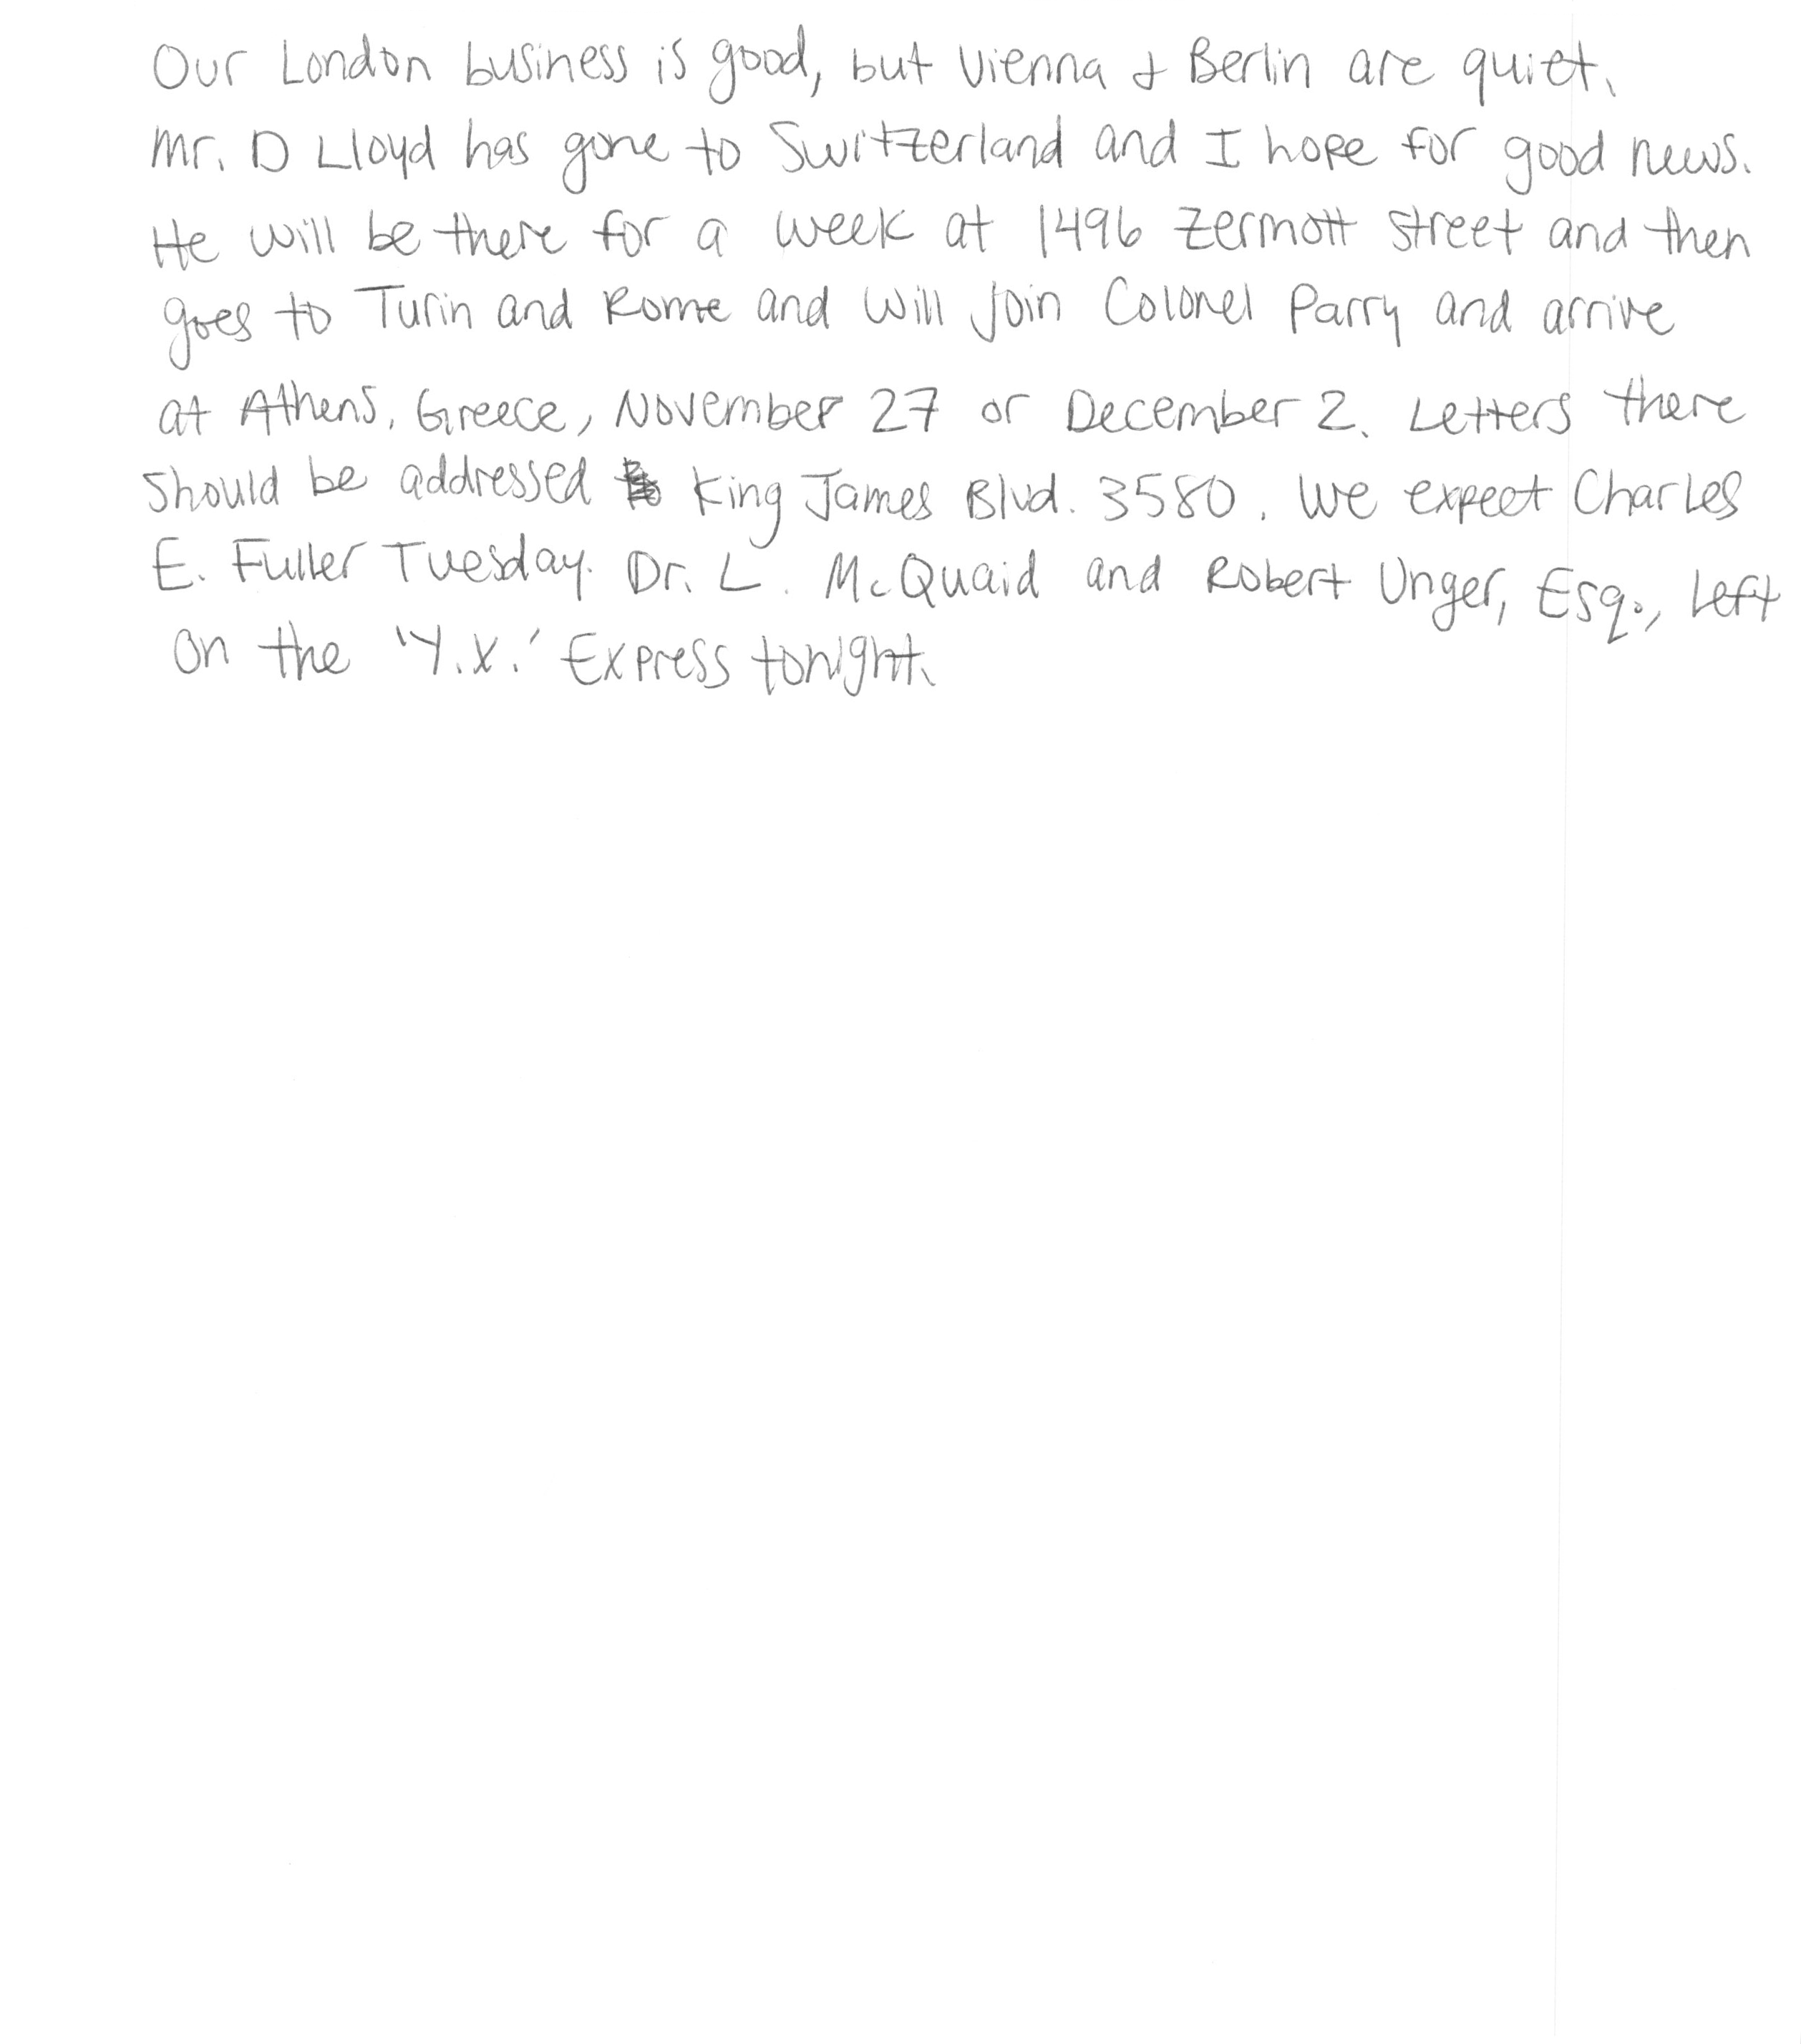 Our London business is good, but Vienna & Berlin are quiet.
Mr. D Lloyd has gone to Switzerland and I hope for good news.
He will be there for a week at 1496 Zermott street and then
goes to Turin and Rome and will join Colonel Parry and arrive
at Athens, Greece, November 27 or December 2. Letters there
should be addressed King James Blvd. 3580. We expect Charles
E. Fuller Tuesday. Dr. L. McQuaid and Robert Unger, Esq., left
on the 'Y.X.' Express tonight.